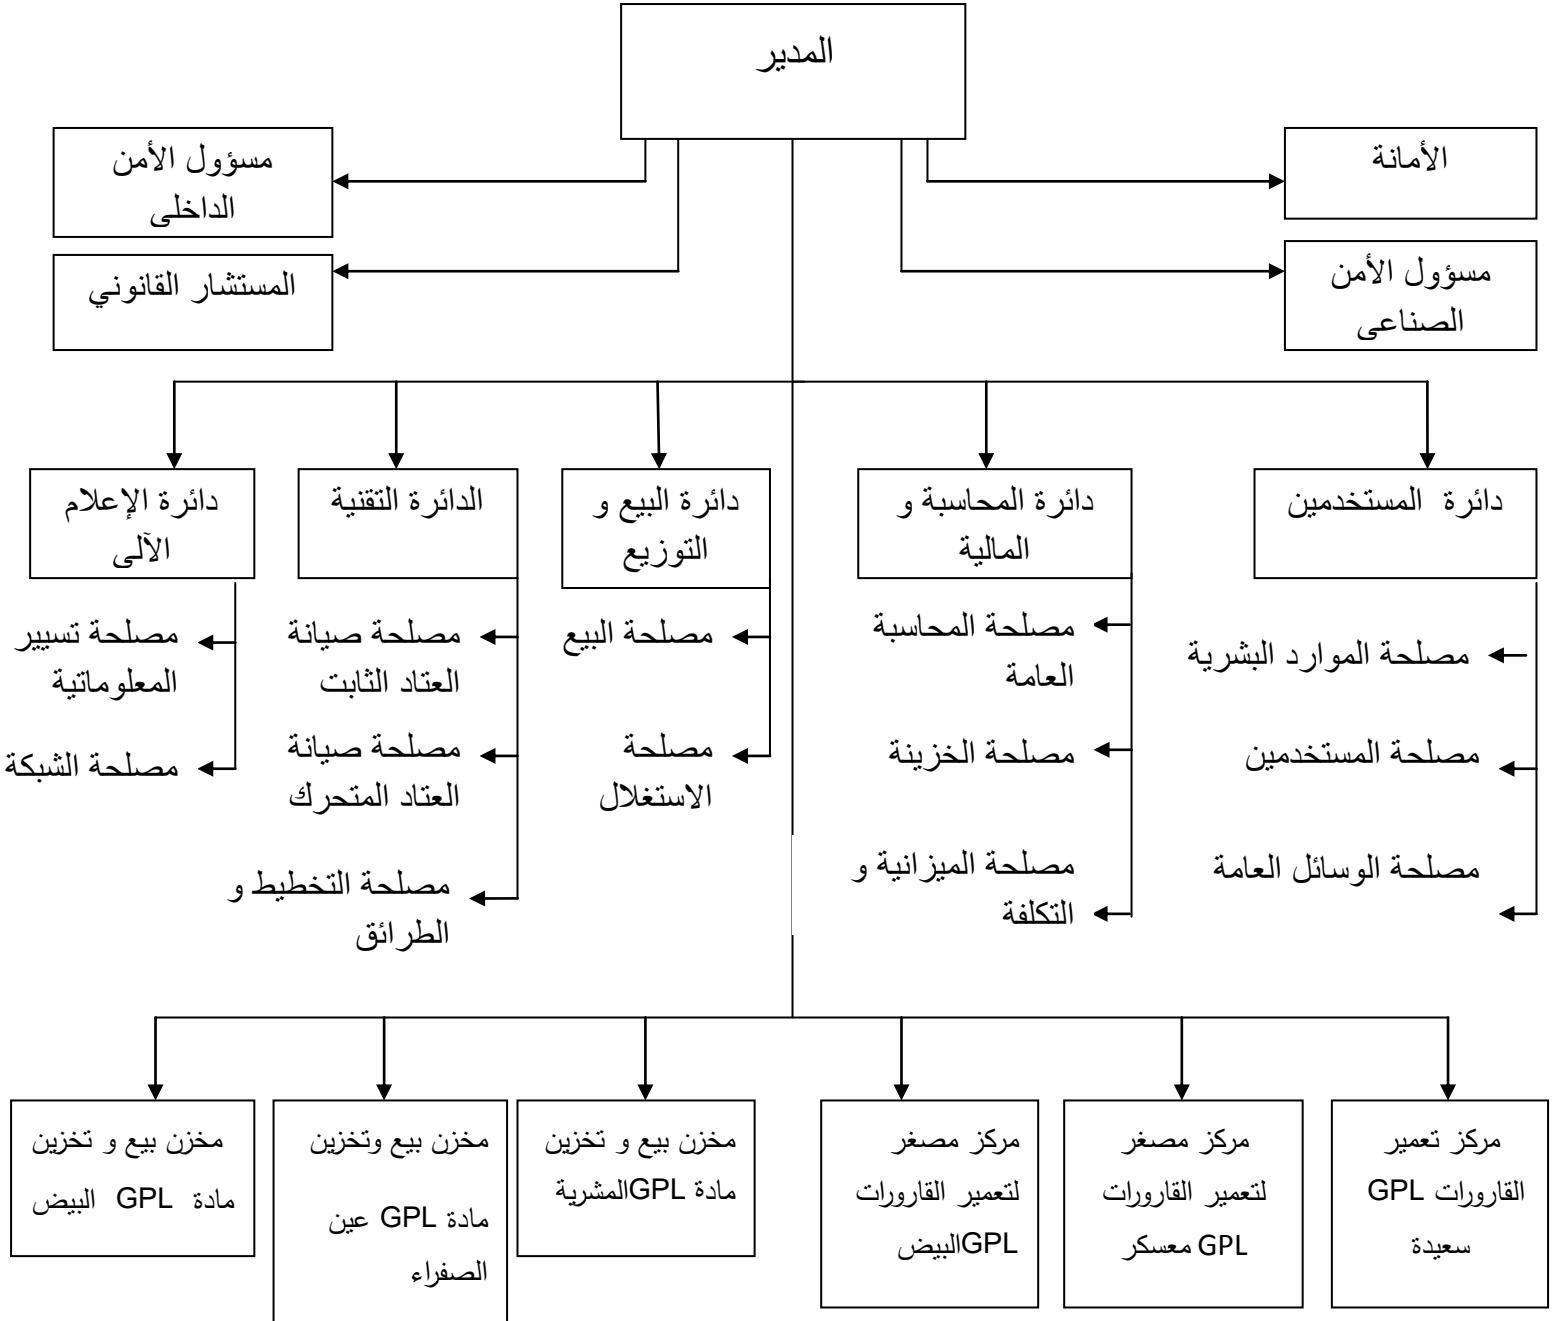 المدير
الأمانة
مسؤول الأمن
الداخلى
مسؤول الأمن
الصناعى
المستشار القانوني
دائرة المستخدمين
دائرة المحاسبة و
المالية
دائرة البيع و
التوزيع
الدائرة التقنية
دائرة الإعلام
الآلى
مصلحة الموارد البشرية
مصلحة المستخدمين
مصلحة الوسائل العامة
مصلحة المحاسبة
العامة
مصلحة الخزينة
مصلحة الميزانية و
التكلفة
مصلحة البيع
مصلحة
الاستغلال
مصلحة صيانة
العتاد الثابت
مصلحة صيانة
العتاد المتحرك
مصلحة التخطيط و
الطرائق
مصلحة تسيير
المعلوماتية
مصلحة الشبكة
مركز تعمير
القارورات GPL
سعيدة
مركز مصغر
لتعمير القارورات
GPL معسكر
مركز مصغر
لتعمير القارورات
GPLالبيض
مخزن بيع و تخزين
مادة GPLالمشرية
مخزن بيع وتخزين
مادة GPL عين
الصفراء
مخزن بيع و تخزين
مادة GPL البيض